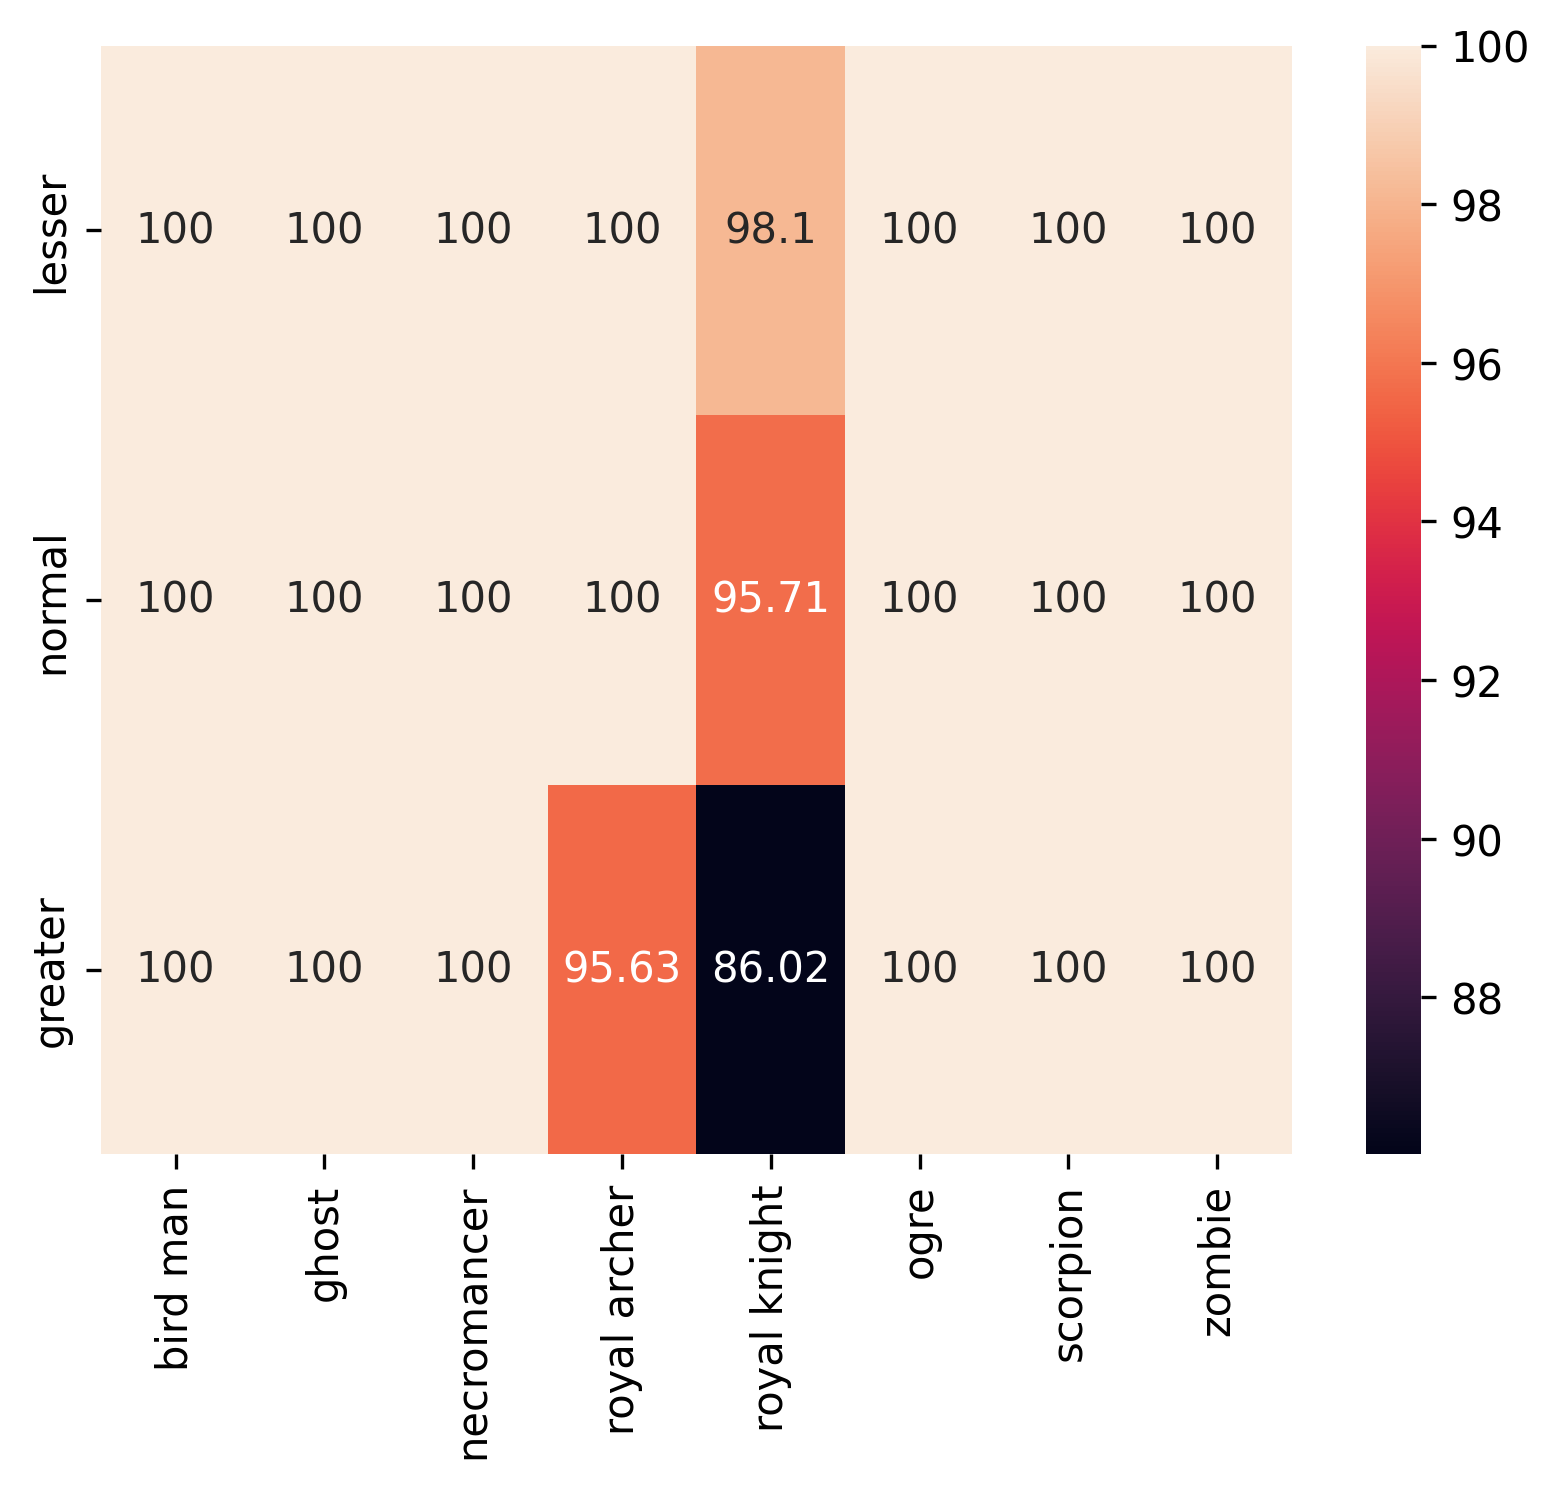 100
lesser 100 100 100 100 98.1 100 100 100 98
96
normal 100 100 100 100 95.71 100 100 100
94
92
90
greater 100 100 100 95.63 86.02 100 100 100
88
bird man ghost necromancer royal archer royal knight ogre scorpion zombie